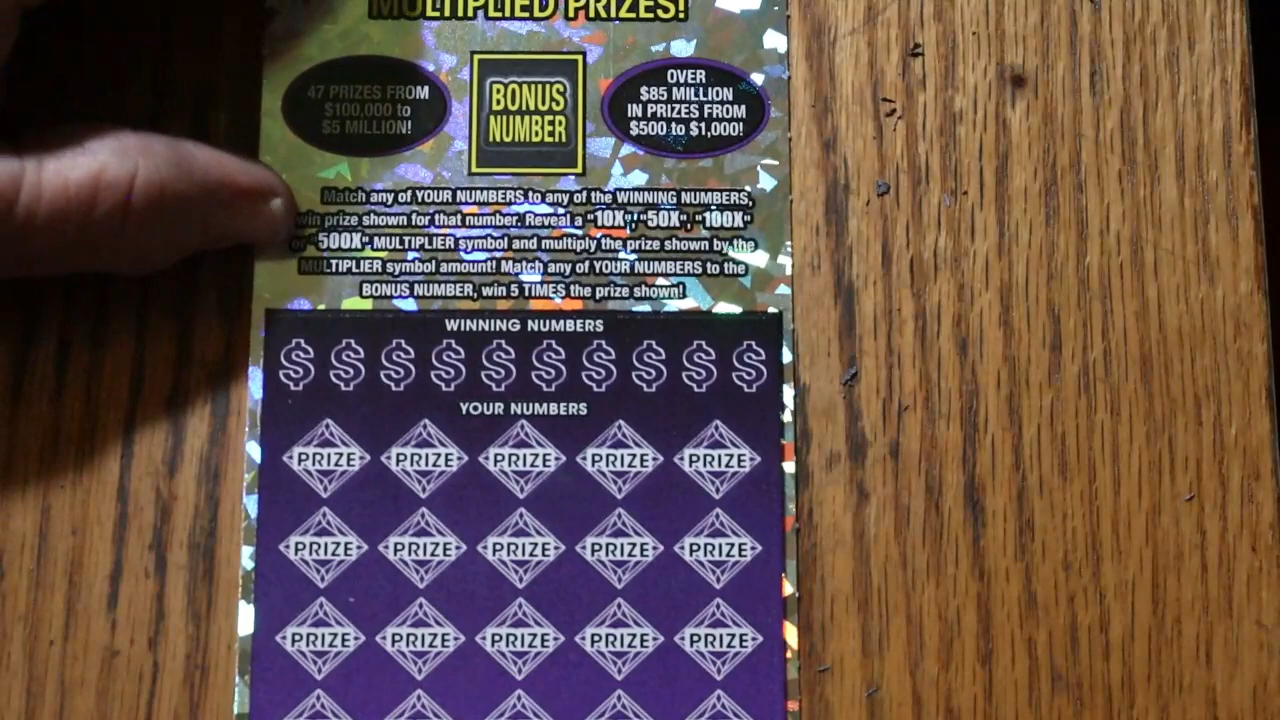 MULTIPLIED PRIZES!
47 PRIZES FROM
$100,000 to
$5 MILLION!
BONUS
NUMBER
OVER
$85 MILLION
IN PRIZES FROM
$500 to $1,000!
Match any of YOUR NUMBERS to any of the WINNING NUMBERS,
win prize shown for that number. Reveal a "10X", "50X", "100X"
or "500X" MULTIPLIER symbol and multiply the prize shown by the
MULTIPLIER symbol amount! Match any of YOUR NUMBERS to the
BONUS NUMBER, win 5 TIMES the prize shown!
WINNING NUMBERS
$ $ $ $ $ $ $ $ $ $
YOUR NUMBERS
PRIZE PRIZE PRIZE PRIZE PRIZE
PRIZE PRIZE PRIZE PRIZE PRIZE
PRIZE PRIZE PRIZE PRIZE PRIZE